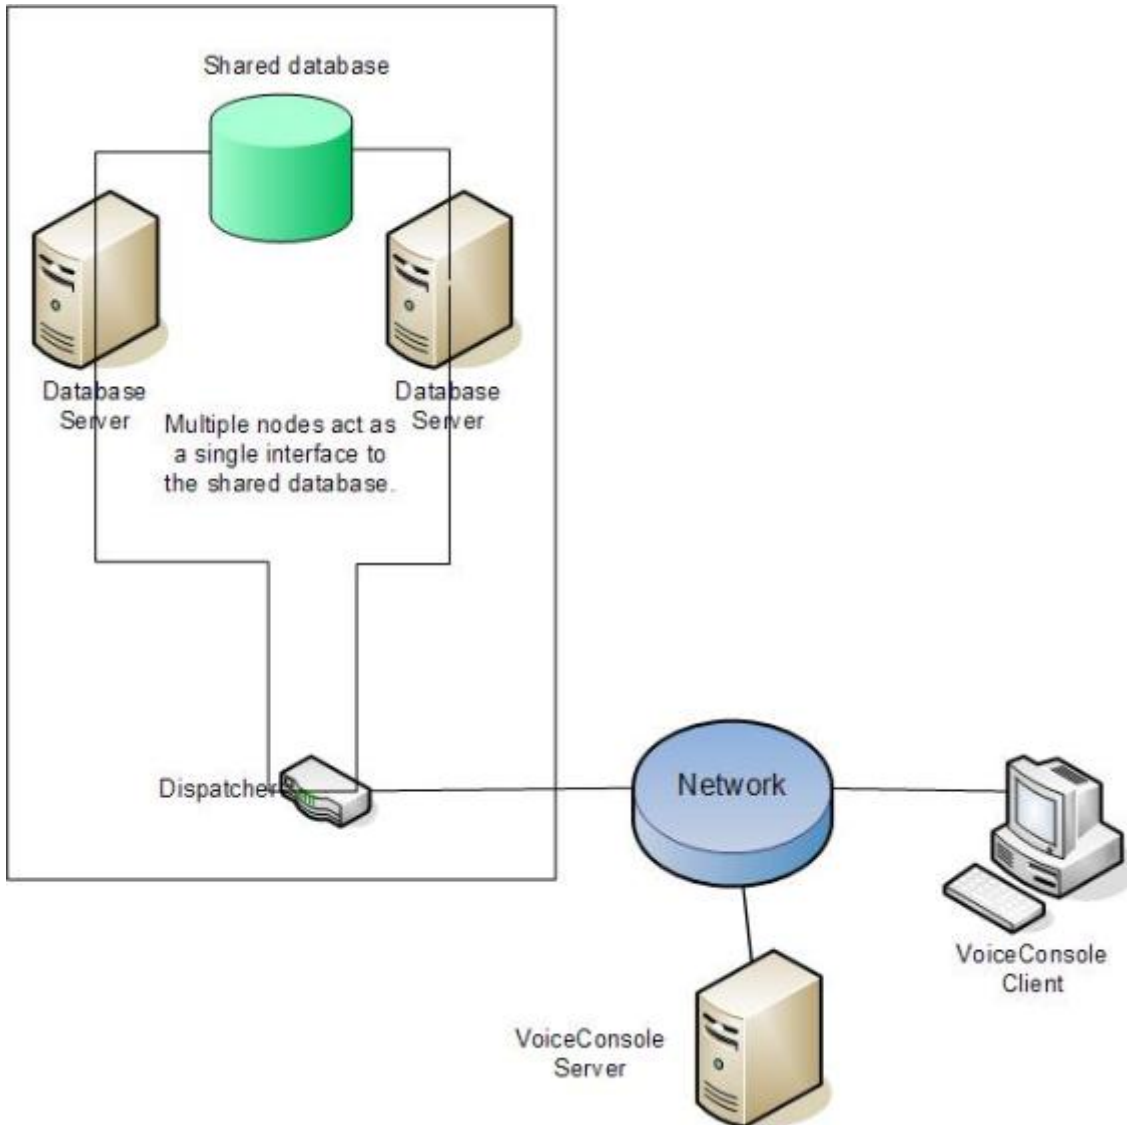 Shared database
Database
Server
Database
Server
Multiple nodes act as
a single interface to
the shared database.
Dispatcher
Network
VoiceConsole
Client
VoiceConsole
Server